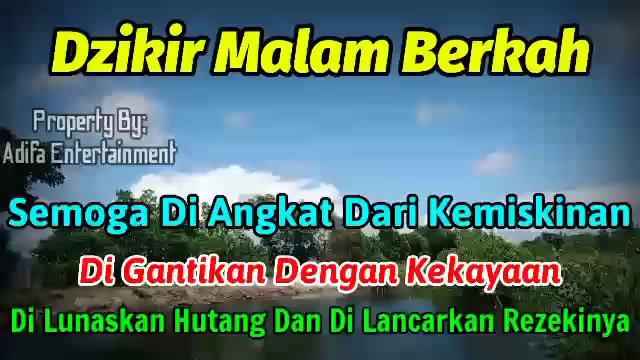 Dzikir Malam Berkah
Property By:
Adifa Entertainment
Semoga Di Angkat Dari Kemiskinan
Di Gantikan Dengan Kekayaan
Di Lunaskan Hutang Dan Di Lancarkan Rezekinya